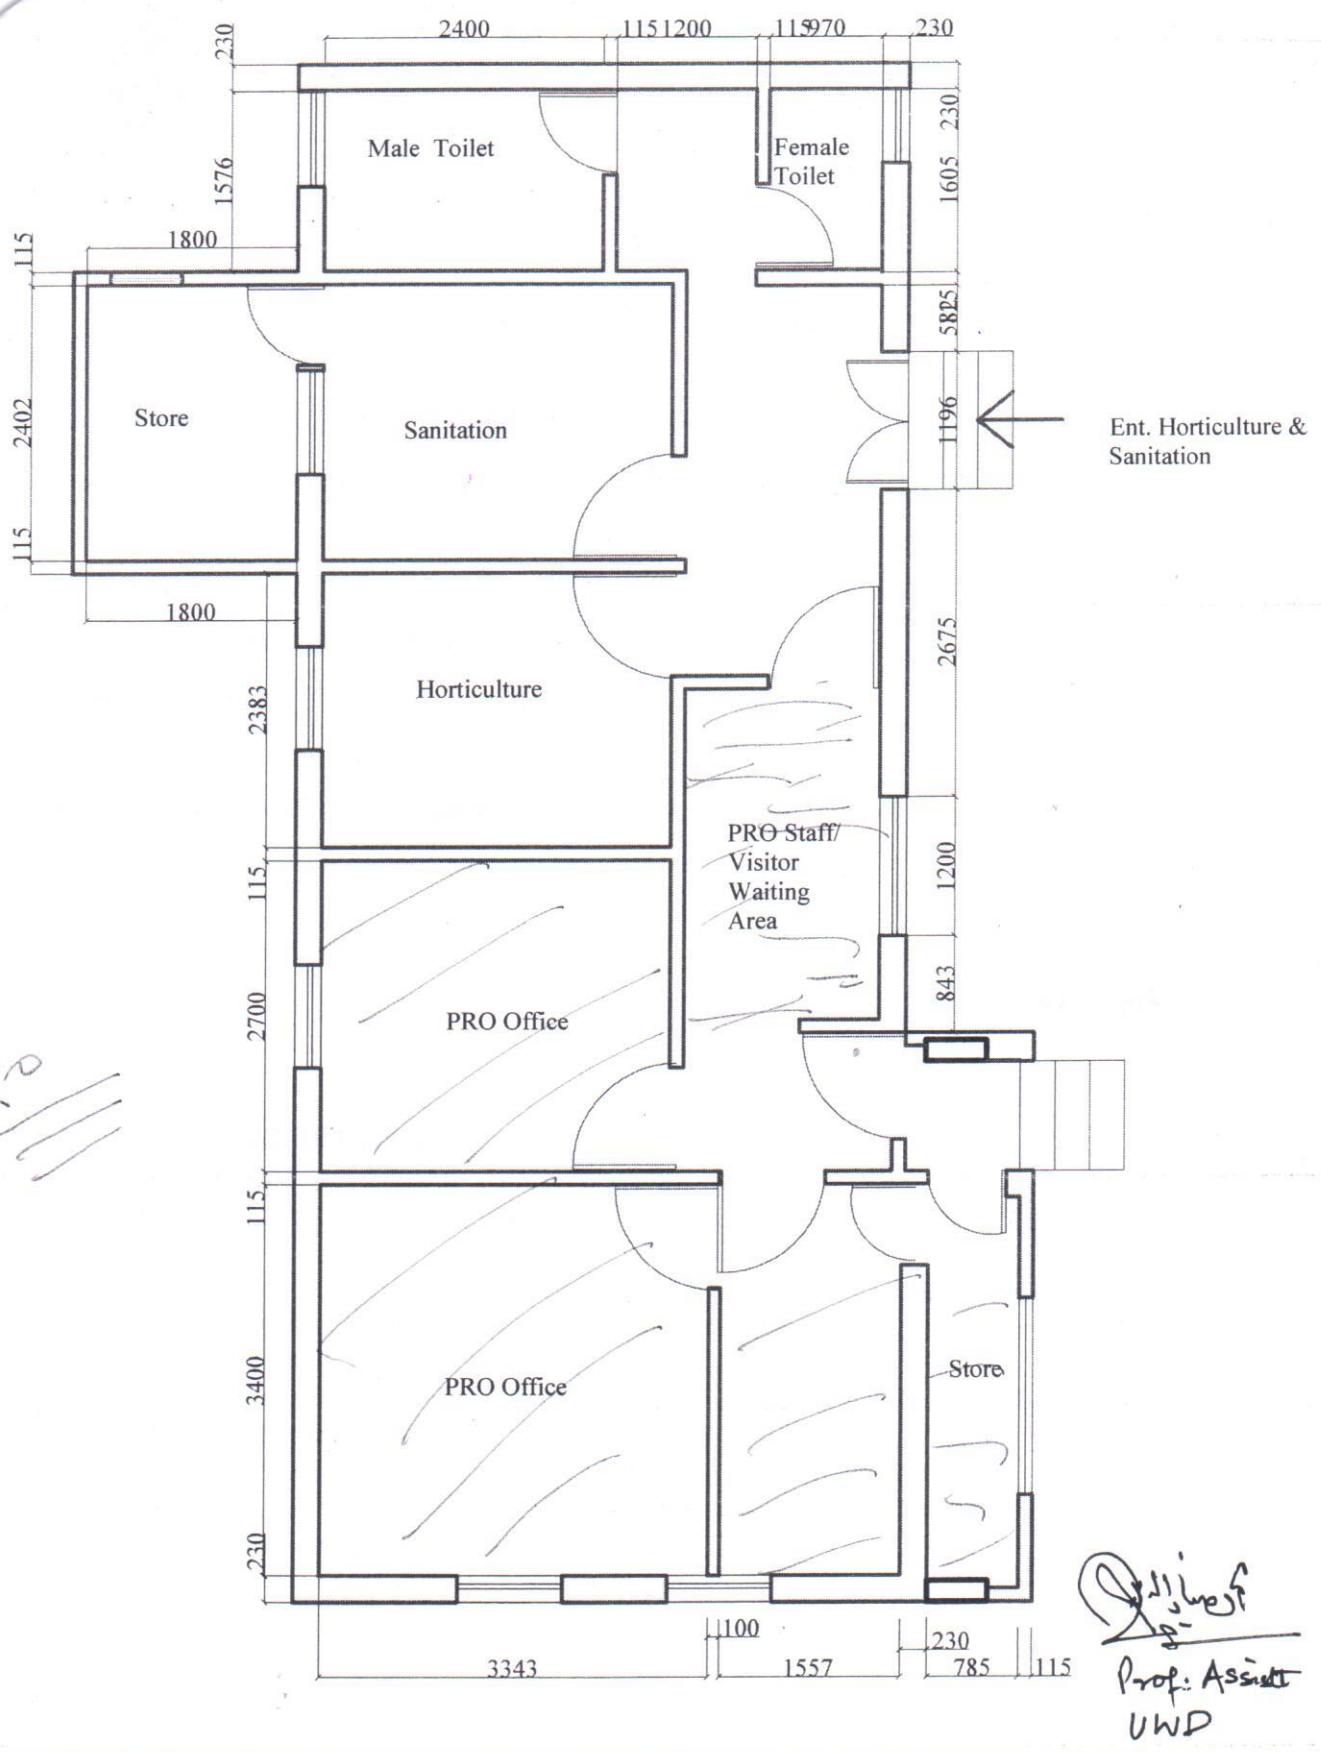 2400
115
1200
115
970
230
230
230
Male Toilet
Female
Toilet
1576
1605
115
1800
115
582
2402
Store
Sanitation
1196
Ent. Horticulture &
Sanitation
115
1800
2675
2383
Horticulture
PRO Staff/
Visitor
Waiting
Area
1200
115
843
2700
PRO Office
115
3400
PRO Office
Store
230
100
230
3343
1557
785
115
Prof: Assistt
UWD